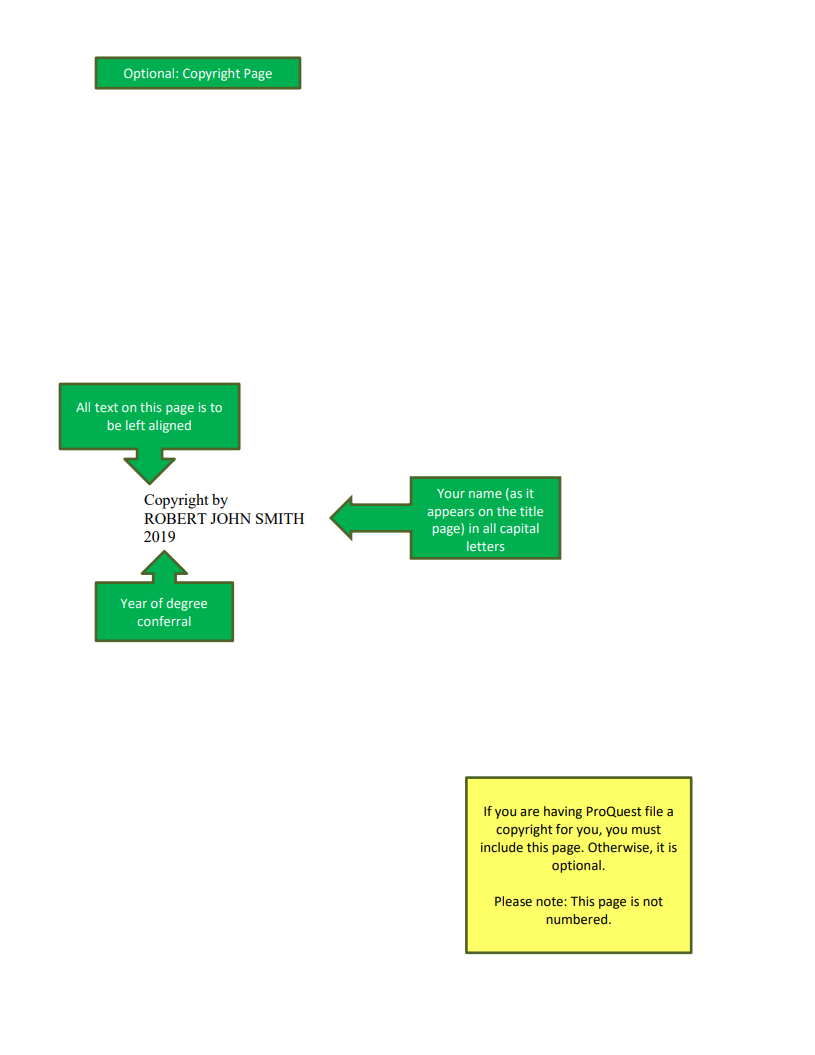 Optional: Copyright Page
All text on this page is to
be left aligned
Copyright by
ROBERT JOHN SMITH
2019
Your name (as it
appears on the title
page) in all capital
letters
Year of degree
conferral
If you are having ProQuest file a
copyright for you, you must
include this page. Otherwise, it is
optional.
Please note: This page is not
numbered.